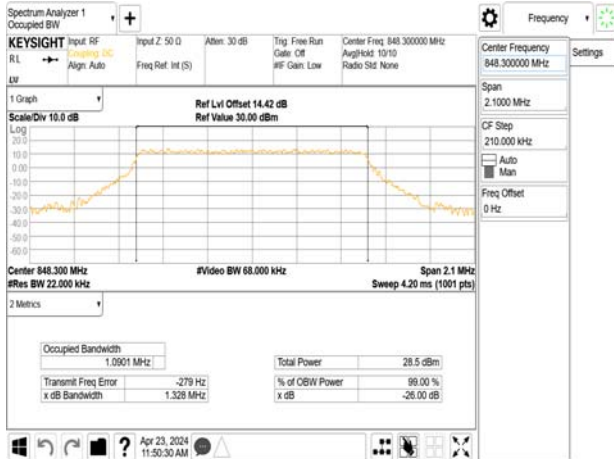 Spectrum Analyzer 1
Occupied BW
+
Frequency
KEYSIGHT
RL
LXI
Input: RF
Coupling: DC
Align: Auto
Input Z: 50 Ω
Freq Ref: Int (S)
Atten: 30 dB
Trig: Free Run
Gate: Off
#IF Gain: Low
Center Freq: 848.300000 MHz
Avg|Hold: 10/10
Radio Std: None
Center Frequency
848.300000 MHz
Settings
Span
2.1000 MHz
CF Step
210.000 kHz
Auto
Man
Freq Offset
0 Hz
1 Graph
Scale/Div 10.0 dB
Ref Lvl Offset 14.42 dB
Ref Value 30.00 dBm
Log
20.0
10.0
0.00
-10.0
-20.0
-30.0
-40.0
-50.0
-60.0
Center 848.300 MHz
#Video BW 68.000 kHz
Span 2.1 MHz
#Res BW 22.000 kHz
Sweep 4.20 ms (1001 pts)
2 Metrics
Occupied Bandwidth
1.0901 MHz
Total Power 28.5 dBm
Transmit Freq Error -279 Hz
% of OBW Power 99.00 %
x dB Bandwidth 1.328 MHz
x dB -26.00 dB
?
Apr 23, 2024
11:50:30 AM